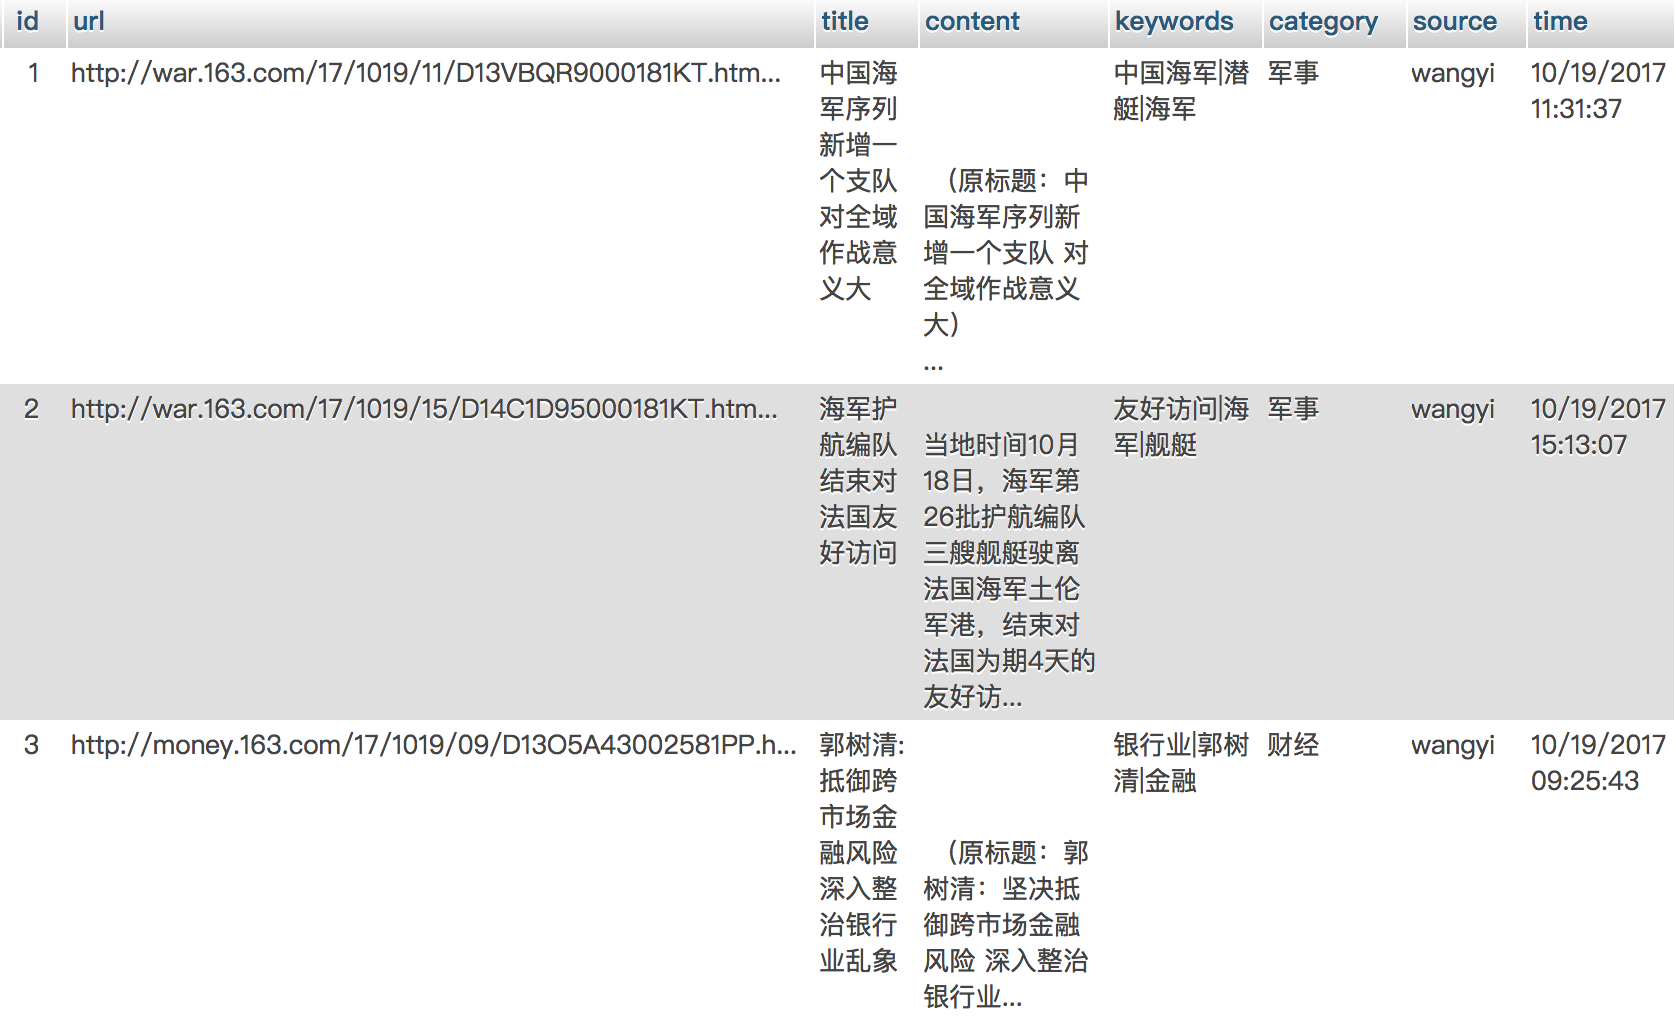 id url title content keywords category source time
1 http://war.163.com/17/1019/11/D13VBQR9000181KT.htm... 中国海 中国海军|潜 军事 wangyi 10/19/2017
军序列 艇|海军 11:31:37
新增一
个支队 （原标题：中
对全域 国海军序列新
作战意 增一个支队 对
义大 全域作战意义
大）
...
2 http://war.163.com/17/1019/15/D14C1D95000181KT.htm... 海军护 友好访问|海 军事 wangyi 10/19/2017
航编队 当地时间10月 军|舰艇 15:13:07
结束对 18日，海军第
法国友 26批护航编队
好访问 三艘舰艇驶离
法国海军土伦
军港，结束对
法国为期4天的
友好访...
3 http://money.163.com/17/1019/09/D13O5A43002581PP.h... 郭树清: 银行业|郭树 财经 wangyi 10/19/2017
抵御跨 清|金融 09:25:43
市场金
融风险 （原标题：郭
深入整 树清：坚决抵
治银行 御跨市场金融
业乱象 风险 深入整治
银行业...